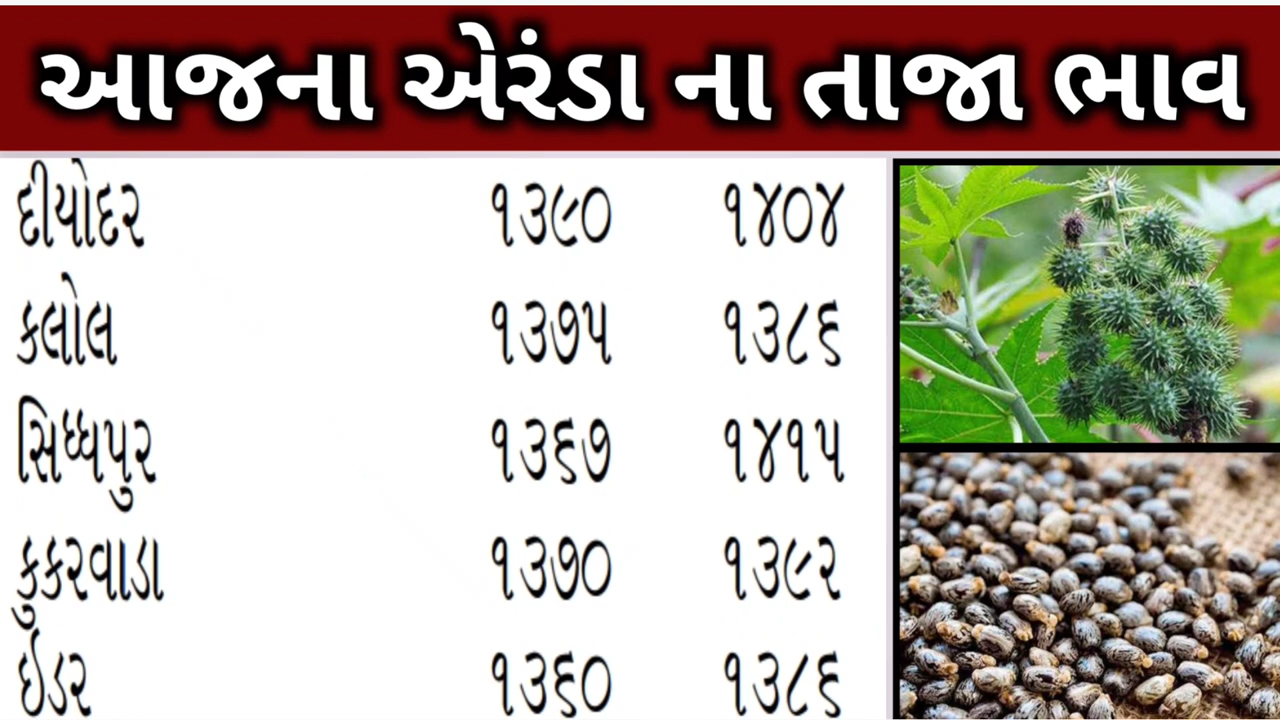 આજના એરંડા ના તાજા ભાવ
દીયોદર ૧૩૯૦ ૧૪૦૪
કલોલ ૧૩૭૫ ૧૩૮૬
સિધ્ધપુર ૧૩૬૭ ૧૪૧૫
કુકરવાડા ૧૩૭૦ ૧૩૯૨
ઇડર ૧૩૬૦ ૧૩૮૬